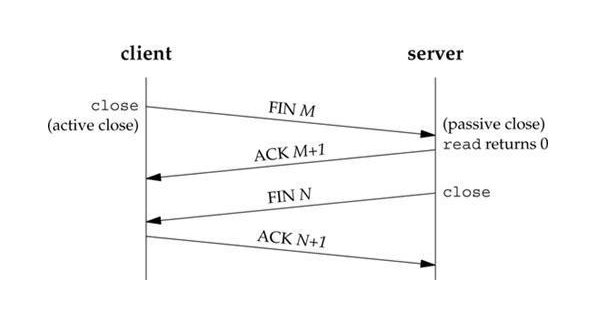 client
server
close
(active close)
FIN M
(passive close)
read returns 0
ACK M+1
FIN N
close
ACK N+1